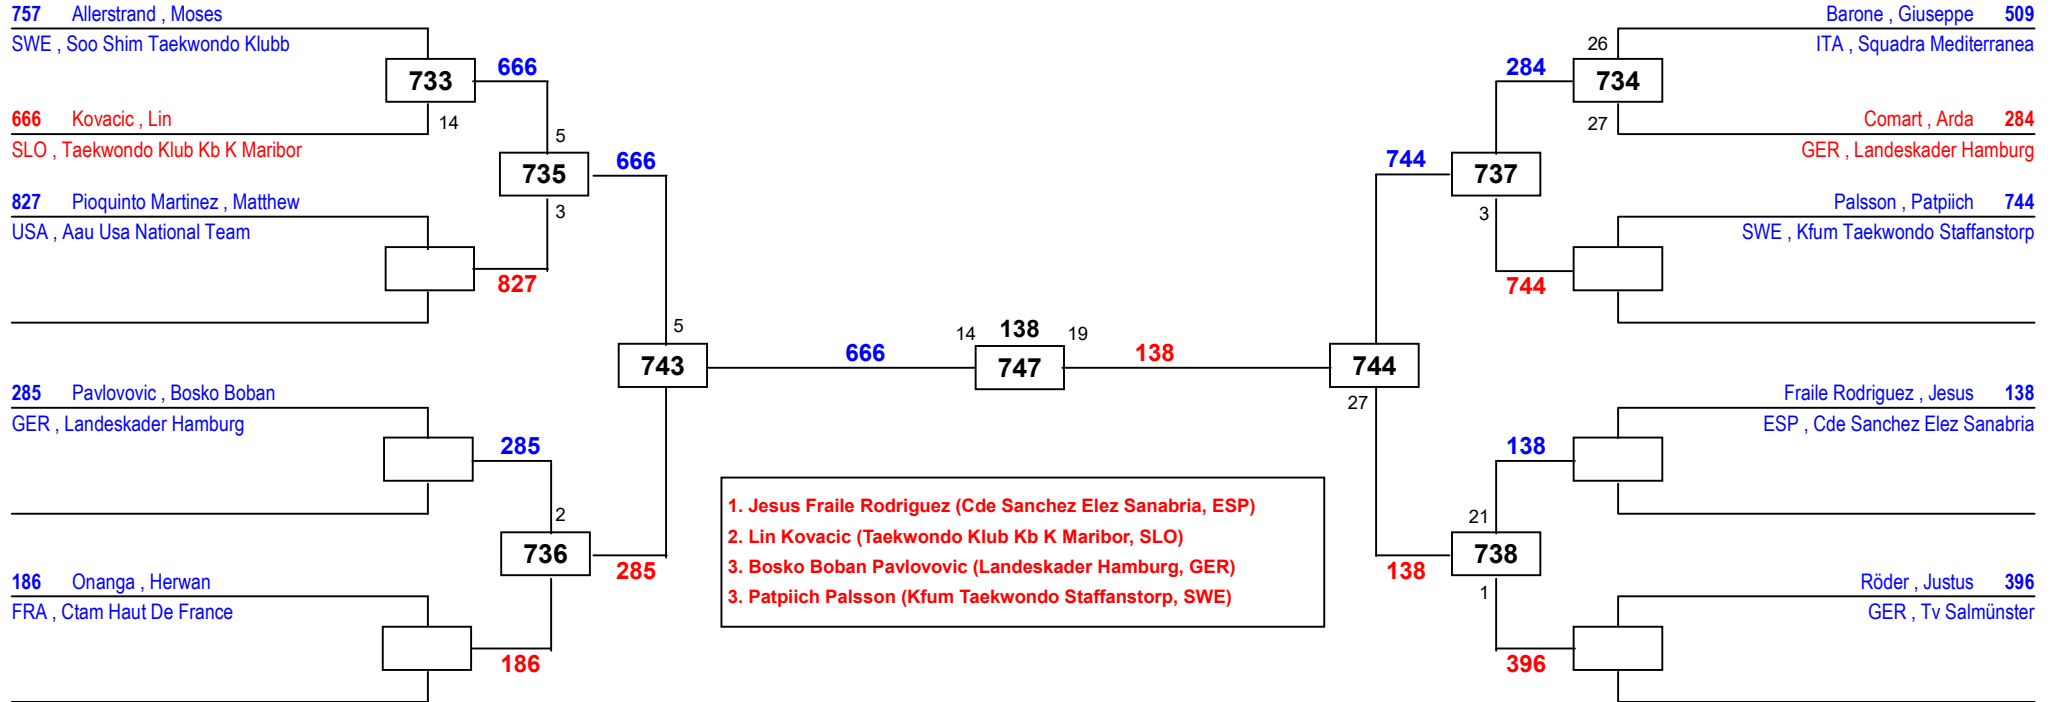 757 Allerstrand , Moses
SWE , Soo Shim Taekwondo Klubb
733
666
666 Kovacic , Lin
14
SLO , Taekwondo Klub Kb K Maribor
5
735
666
827 Pioquinto Martinez , Matthew
3
USA , Aau Usa National Team
827
5
743
666
285 Pavlovovic , Bosko Boban
GER , Landeskader Hamburg
285
2
736
285
186 Onanga , Herwan
FRA , Ctam Haut De France
186
14 138 19
747
138
1. Jesus Fraile Rodriguez (Cde Sanchez Elez Sanabria, ESP)
2. Lin Kovacic (Taekwondo Klub Kb K Maribor, SLO)
3. Bosko Boban Pavlovovic (Landeskader Hamburg, GER)
3. Patpiich Palsson (Kfum Taekwondo Staffanstorp, SWE)
Barone , Giuseppe 509
26
ITA , Squadra Mediterranea
284
734
Comart , Arda 284
27
GER , Landeskader Hamburg
744
737
Palsson , Patpiich 744
3
SWE , Kfum Taekwondo Staffanstorp
744
744
27
Fraile Rodriguez , Jesus 138
ESP , Cde Sanchez Elez Sanabria
138
21
738
138
1
Röder , Justus 396
GER , Tv Salmünster
396